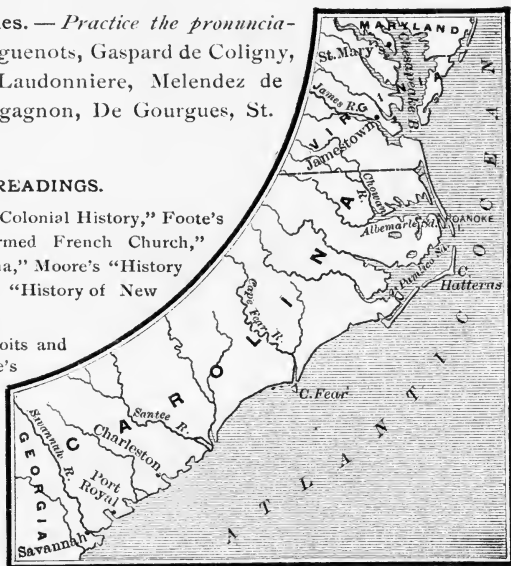 les. — Practice the pronuncia-
guenots, Gaspard de Coligny,
Laudonniere, Melendez de
gagnon, De Gourgues, St.
READINGS.
Colonial History," Foote's
rmed French Church,"
na," Moore's "History
"History of New
oits and
e's
MARYLAND
St. Mary's
Chesapeake B.
VIRGINIA
James R.
Jamestown
Chowan R.
Albemarle Sd.
ROANOKE I.
Pamlico Sd.
C. Hatteras
CAROLINA
Cape Fear R.
C. Fear
Santee R.
Charleston
Port Royal
Savannah R.
GEORGIA
Savannah
ATLANTIC OCEAN